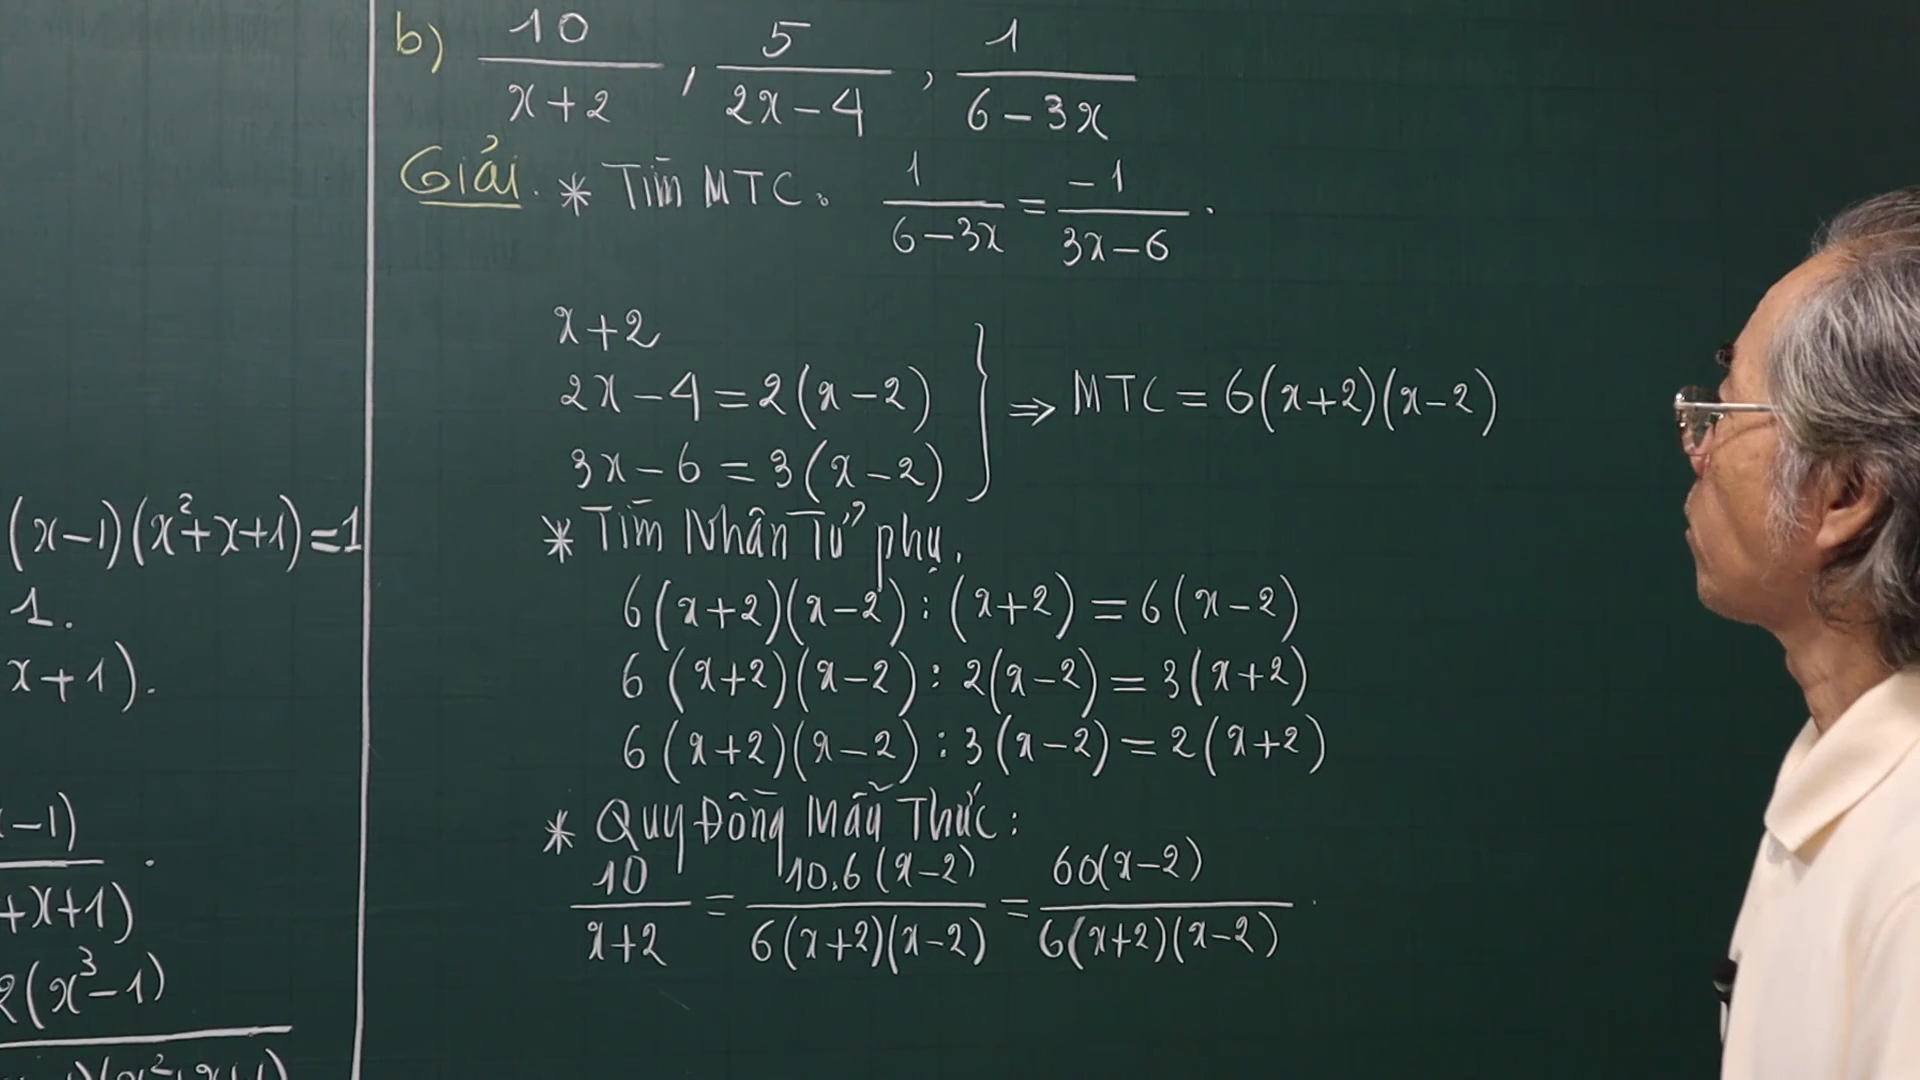 (x-1)(x²+x+1)=1
1.
x+1).
-1)
+x+1)
2(x³-1)
b) 10/(x+2), 5/(2x-4), 1/(6-3x)
Giải. * Tìm MTC. 1/(6-3x) = -1/(3x-6).
x+2
2x-4=2(x-2) } ⇒ MTC = 6(x+2)(x-2)
3x-6=3(x-2)
* Tìm Nhân Tử phụ.
6(x+2)(x-2):(x+2)=6(x-2)
6(x+2)(x-2):2(x-2)=3(x+2)
6(x+2)(x-2):3(x-2)=2(x+2)
* Quy Đồng Mẫu Thức:
10/(x+2) = 10.6(x-2)/(6(x+2)(x-2)) = 60(x-2)/(6(x+2)(x-2))